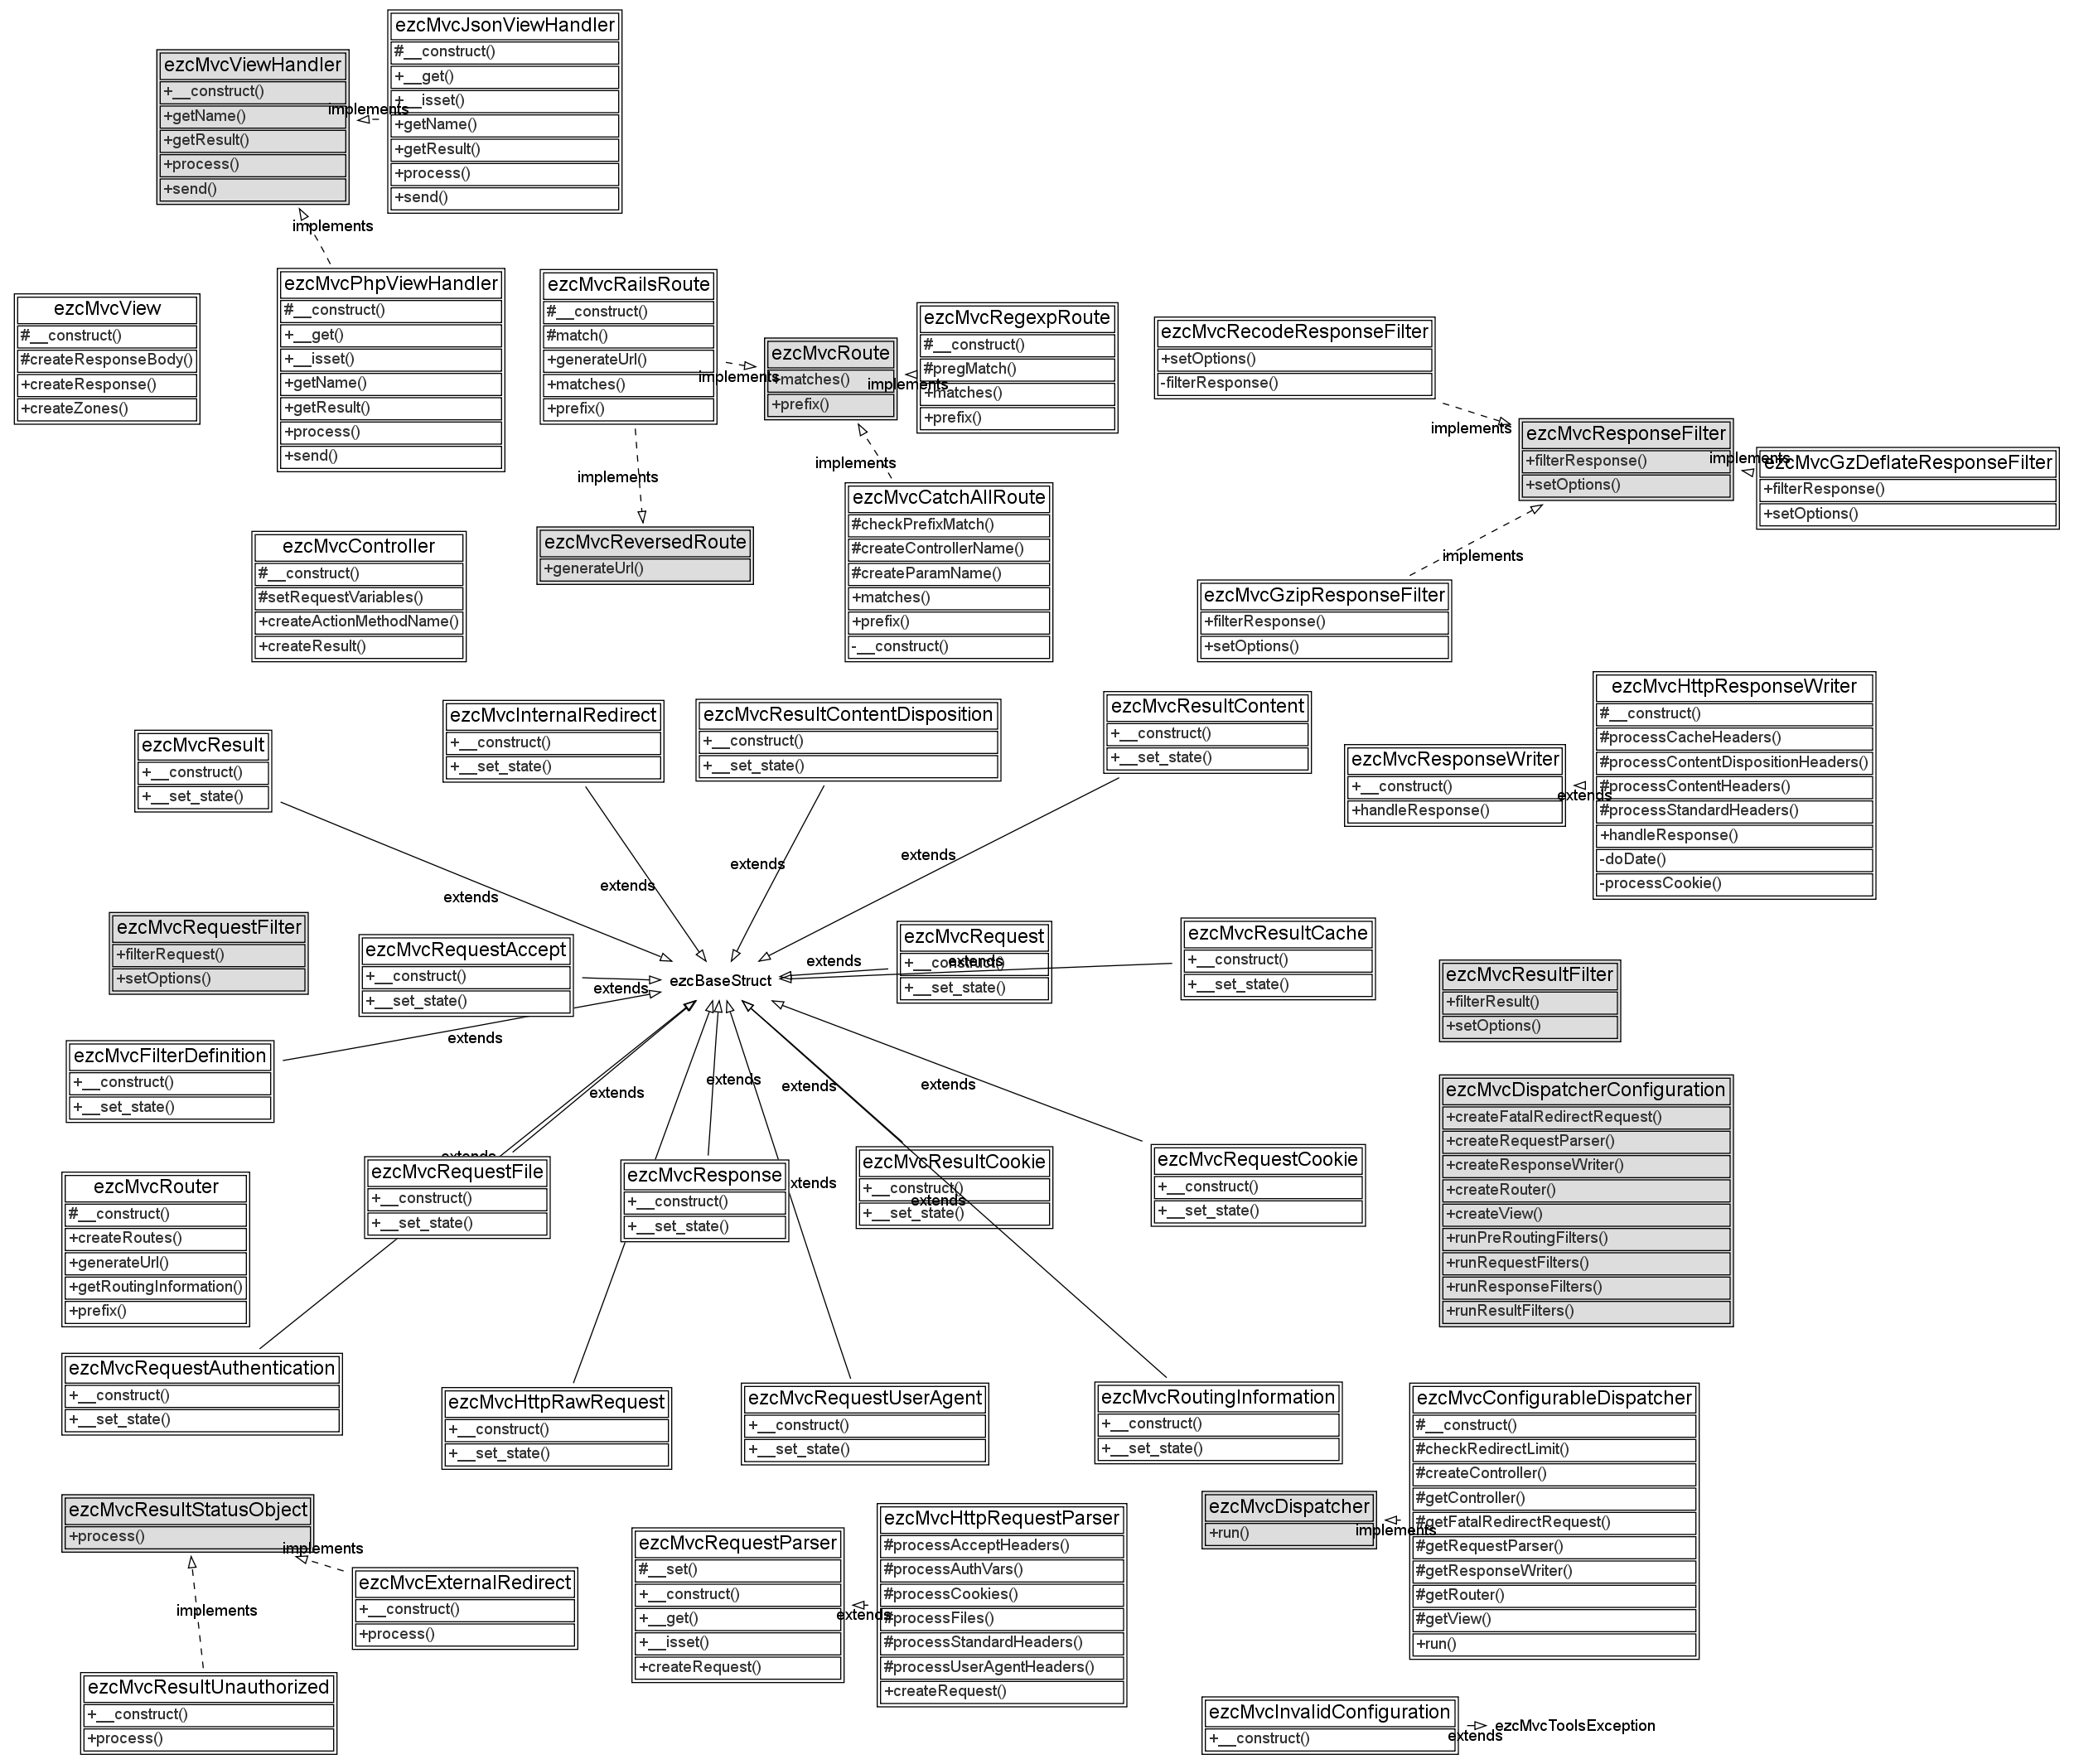 ezcMvcJsonViewHandler
#__construct()
+__get()
+__isset()
+getName()
+getResult()
+process()
+send()
ezcMvcViewHandler
+__construct()
+getName()
+getResult()
+process()
+send()
implements
implements
ezcMvcView
#__construct()
#createResponseBody()
+createResponse()
+createZones()
ezcMvcPhpViewHandler
#__construct()
+__get()
+__isset()
+getName()
+getResult()
+process()
+send()
ezcMvcRailsRoute
#__construct()
#match()
+generateUrl()
+matches()
+prefix()
implements
ezcMvcRoute
+matches()
+prefix()
implements
ezcMvcRegexpRoute
#__construct()
#pregMatch()
+matches()
+prefix()
ezcMvcRecodeResponseFilter
+setOptions()
-filterResponse()
implements
ezcMvcResponseFilter
+filterResponse()
+setOptions()
implements
ezcMvcGzDeflateResponseFilter
+filterResponse()
+setOptions()
implements
implements
implements
ezcMvcController
#__construct()
#setRequestVariables()
+createActionMethodName()
+createResult()
ezcMvcReversedRoute
+generateUrl()
ezcMvcCatchAllRoute
#checkPrefixMatch()
#createControllerName()
#createParamName()
+matches()
+prefix()
-__construct()
ezcMvcGzipResponseFilter
+filterResponse()
+setOptions()
ezcMvcResult
+__construct()
+__set_state()
ezcMvcInternalRedirect
+__construct()
+__set_state()
ezcMvcResultContentDisposition
+__construct()
+__set_state()
ezcMvcResultContent
+__construct()
+__set_state()
ezcMvcResponseWriter
+__construct()
+handleResponse()
extends
ezcMvcHttpResponseWriter
#__construct()
#processCacheHeaders()
#processContentDispositionHeaders()
#processContentHeaders()
#processStandardHeaders()
+handleResponse()
-doDate()
-processCookie()
extends
extends
extends
extends
ezcMvcRequestFilter
+filterRequest()
+setOptions()
ezcMvcRequestAccept
+__construct()
+__set_state()
extends
ezcBaseStruct
extends
ezcMvcRequest
+__construct()
+__set_state()
extends
ezcMvcResultCache
+__construct()
+__set_state()
ezcMvcResultFilter
+filterResult()
+setOptions()
ezcMvcFilterDefinition
+__construct()
+__set_state()
extends
extends
extends
extends
extends
ezcMvcDispatcherConfiguration
+createFatalRedirectRequest()
+createRequestParser()
+createResponseWriter()
+createRouter()
+createView()
+runPreRoutingFilters()
+runRequestFilters()
+runResponseFilters()
+runResultFilters()
ezcMvcRouter
#__construct()
+createRoutes()
+generateUrl()
+getRoutingInformation()
+prefix()
extends
ezcMvcRequestFile
+__construct()
+__set_state()
ezcMvcResponse
+__construct()
+__set_state()
xtends
ezcMvcResultCookie
+__construct()
+__set_state()
extends
ezcMvcRequestCookie
+__construct()
+__set_state()
ezcMvcRequestAuthentication
+__construct()
+__set_state()
ezcMvcHttpRawRequest
+__construct()
+__set_state()
ezcMvcRequestUserAgent
+__construct()
+__set_state()
ezcMvcRoutingInformation
+__construct()
+__set_state()
ezcMvcConfigurableDispatcher
#__construct()
#checkRedirectLimit()
#createController()
#getController()
#getFatalRedirectRequest()
#getRequestParser()
#getResponseWriter()
#getRouter()
#getView()
+run()
ezcMvcDispatcher
+run()
implements
ezcMvcResultStatusObject
+process()
implements
implements
ezcMvcExternalRedirect
+__construct()
+process()
ezcMvcResultUnauthorized
+__construct()
+process()
ezcMvcRequestParser
#__set()
+__construct()
+__get()
+__isset()
+createRequest()
extends
ezcMvcHttpRequestParser
#processAcceptHeaders()
#processAuthVars()
#processCookies()
#processFiles()
#processStandardHeaders()
#processUserAgentHeaders()
+createRequest()
ezcMvcInvalidConfiguration
+__construct()
extends
ezcMvcToolsException